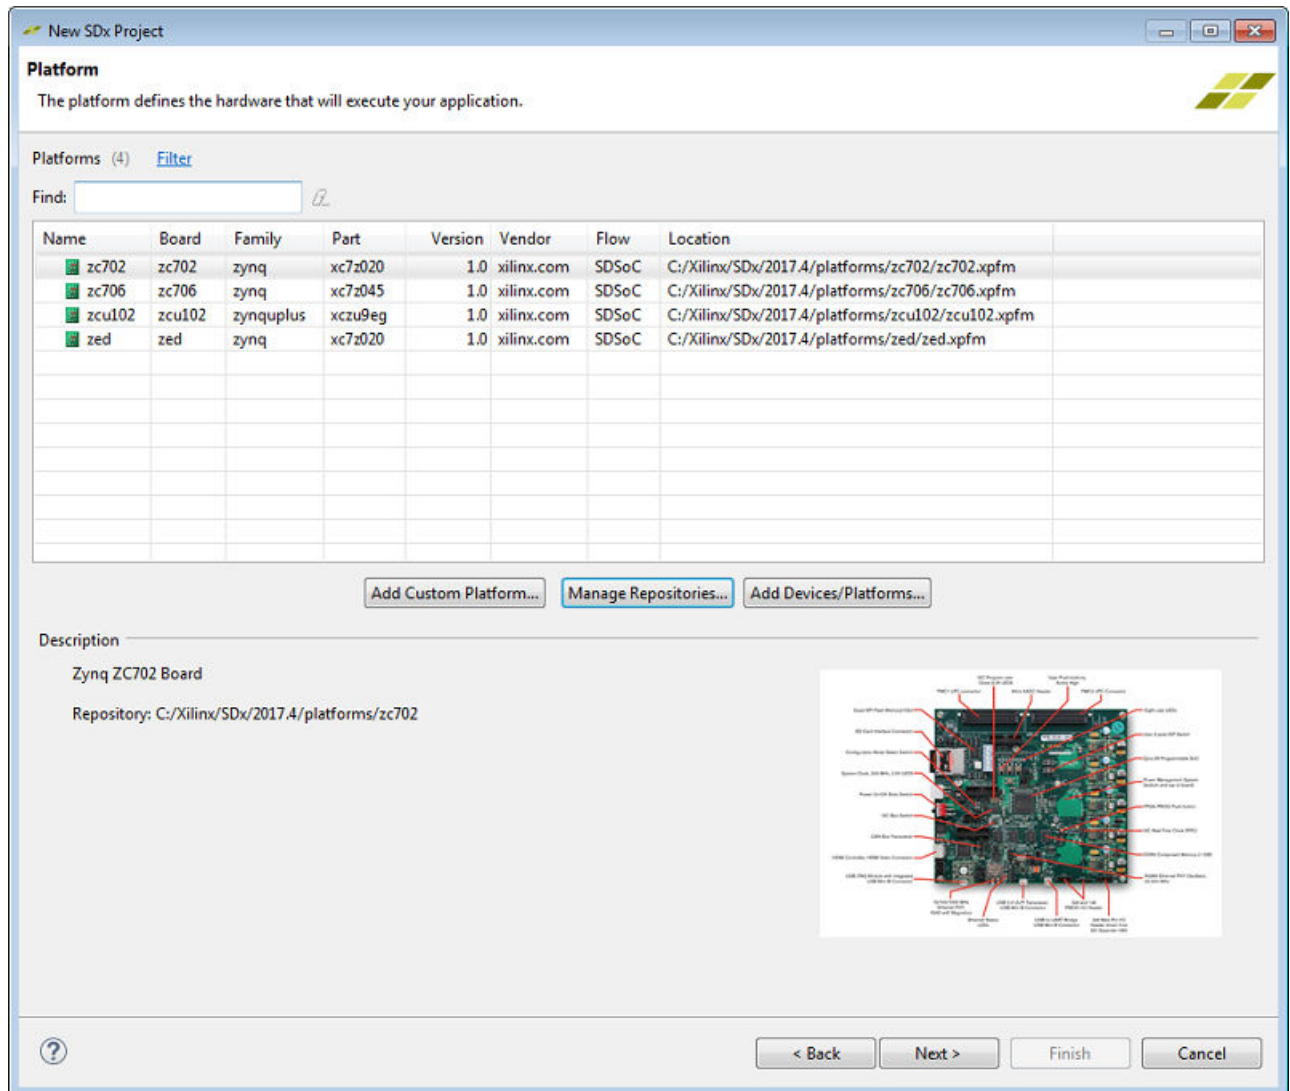 New SDx Project
Platform
The platform defines the hardware that will execute your application.
Platforms (4) Filter
Find:
Name Board Family Part Version Vendor Flow Location
zc702 zc702 zynq xc7z020 1.0 xilinx.com SDSoC C:/Xilinx/SDx/2017.4/platforms/zc702/zc702.xpfm
zc706 zc706 zynq xc7z045 1.0 xilinx.com SDSoC C:/Xilinx/SDx/2017.4/platforms/zc706/zc706.xpfm
zcu102 zcu102 zynquplus xczu9eg 1.0 xilinx.com SDSoC C:/Xilinx/SDx/2017.4/platforms/zcu102/zcu102.xpfm
zed zed zynq xc7z020 1.0 xilinx.com SDSoC C:/Xilinx/SDx/2017.4/platforms/zed/zed.xpfm
Add Custom Platform... Manage Repositories... Add Devices/Platforms...
Description
Zynq ZC702 Board
Repository: C:/Xilinx/SDx/2017.4/platforms/zc702
< Back Next > Finish Cancel